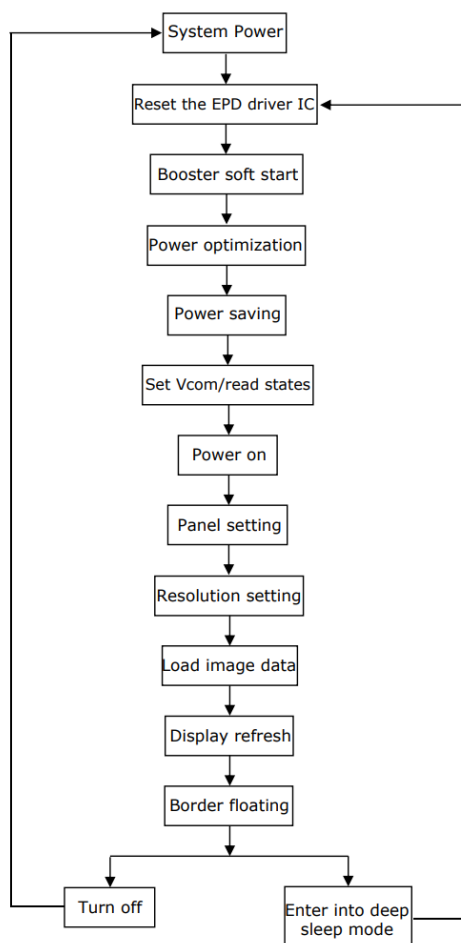 System Power
Reset the EPD driver IC
Booster soft start
Power optimization
Power saving
Set Vcom/read states
Power on
Panel setting
Resolution setting
Load image data
Display refresh
Border floating
Turn off
Enter into deep
sleep mode